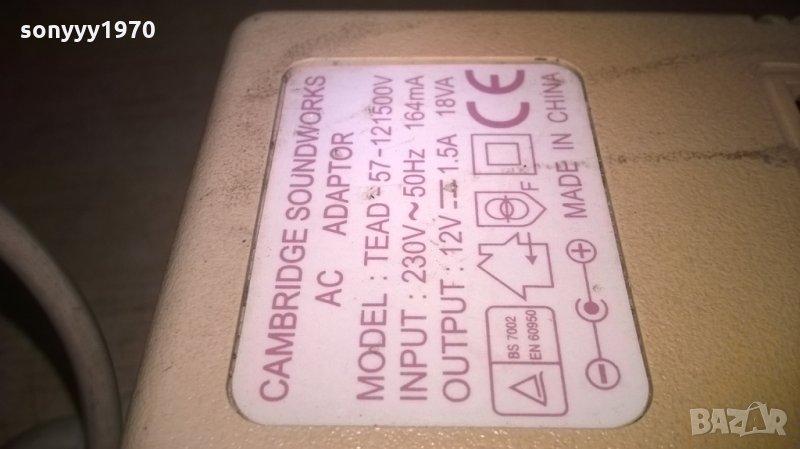 sonyyy1970
CAMBRIDGE SOUNDWORKS
AC ADAPTOR
MODEL : TEAD-57-121500V
INPUT : 230V ~ 50Hz 164mA
OUTPUT : 12V ⎓ 1.5A 18VA
F
BS 7002
EN 60950
CE
MADE IN CHINA
BAZAR